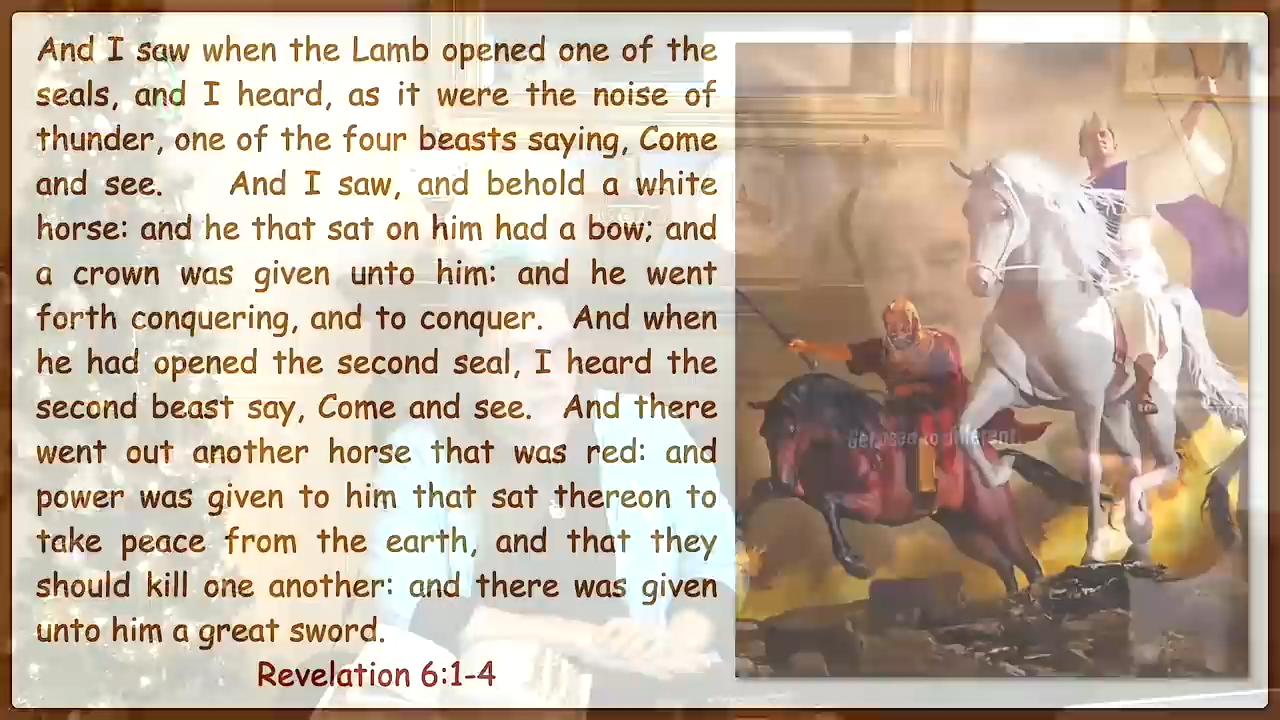 And I saw when the Lamb opened one of the
seals, and I heard, as it were the noise of
thunder, one of the four beasts saying, Come
and see. And I saw, and behold a white
horse: and he that sat on him had a bow; and
a crown was given unto him: and he went
forth conquering, and to conquer. And when
he had opened the second seal, I heard the
second beast say, Come and see. And there
went out another horse that was red: and
power was given to him that sat thereon to
take peace from the earth, and that they
should kill one another: and there was given
unto him a great sword.
Revelation 6:1-4
Get used to different